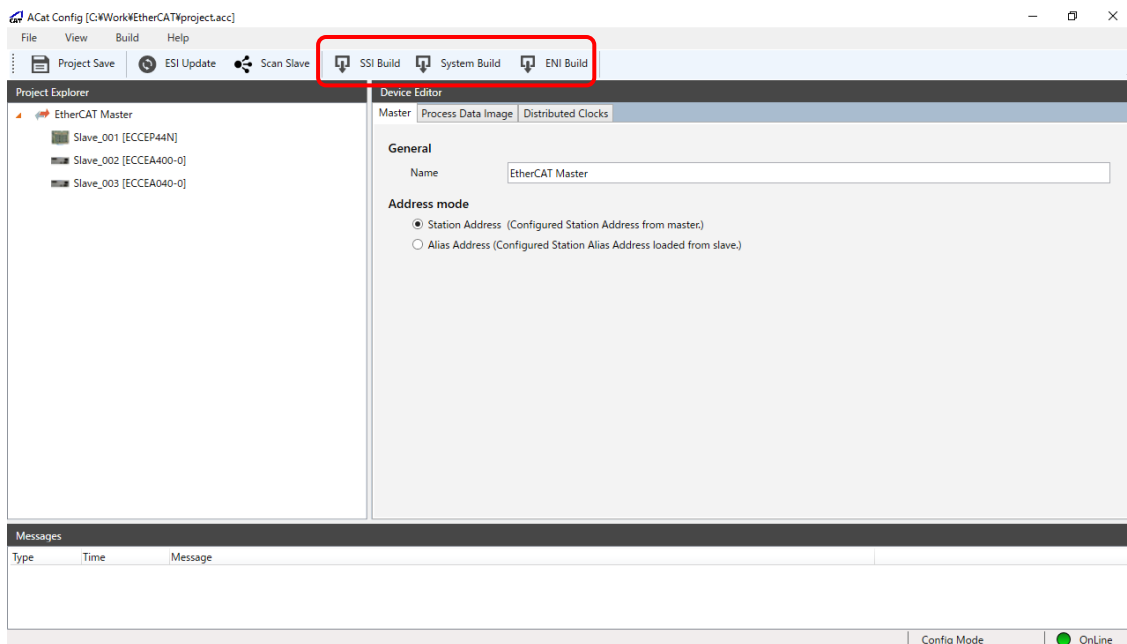 CAT ACat Config [C:¥Work¥EtherCAT¥project.acc]
File View Build Help
Project Save ESI Update Scan Slave SSI Build System Build ENI Build
Project Explorer
EtherCAT Master
Slave_001 [ECCEP44N]
Slave_002 [ECCEA400-0]
Slave_003 [ECCEA040-0]
Device Editor
Master Process Data Image Distributed Clocks
General
Name EtherCAT Master
Address mode
Station Address (Configured Station Address from master.)
Alias Address (Configured Station Alias Address loaded from slave.)
Messages
Type Time Message
Config Mode OnLine